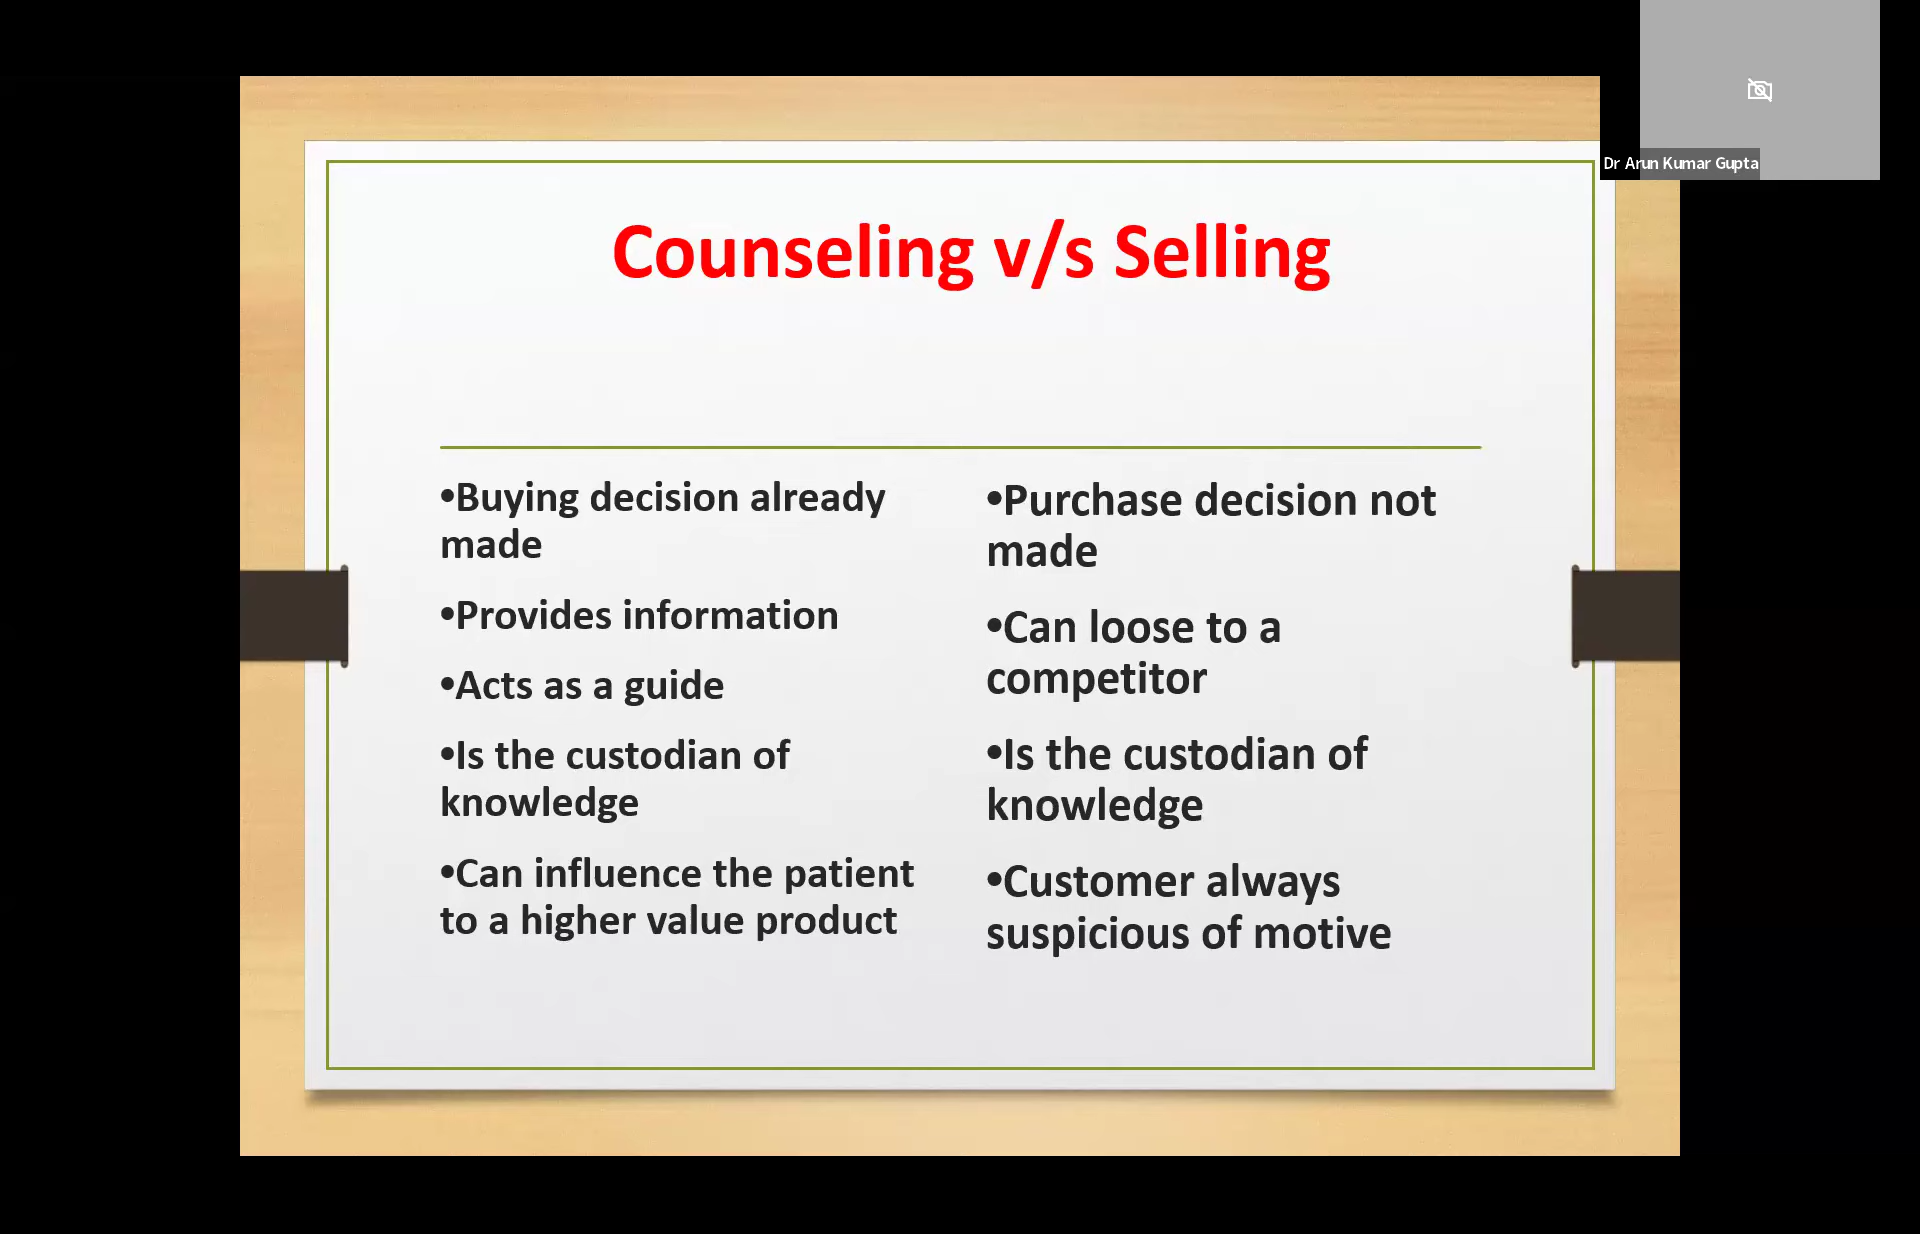 Dr Arun Kumar Gupta
Counseling v/s Selling
•Buying decision already
made
•Provides information
•Acts as a guide
•Is the custodian of
knowledge
•Can influence the patient
to a higher value product
•Purchase decision not
made
•Can loose to a
competitor
•Is the custodian of
knowledge
•Customer always
suspicious of motive